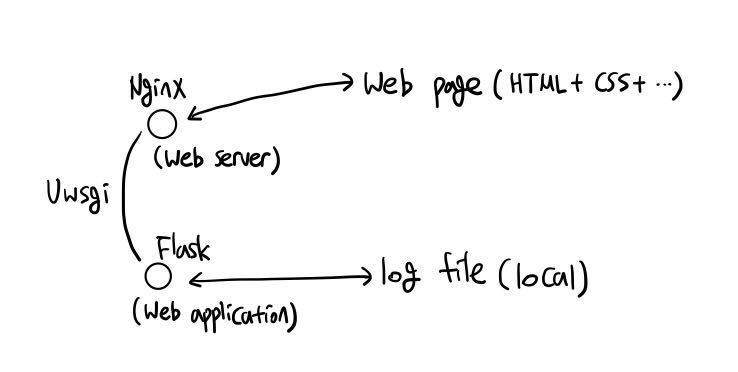 Nginx
Web page (HTML+ CSS+ ...)
(Web server)
Uwsgi
Flask
log file (local)
(Web application)